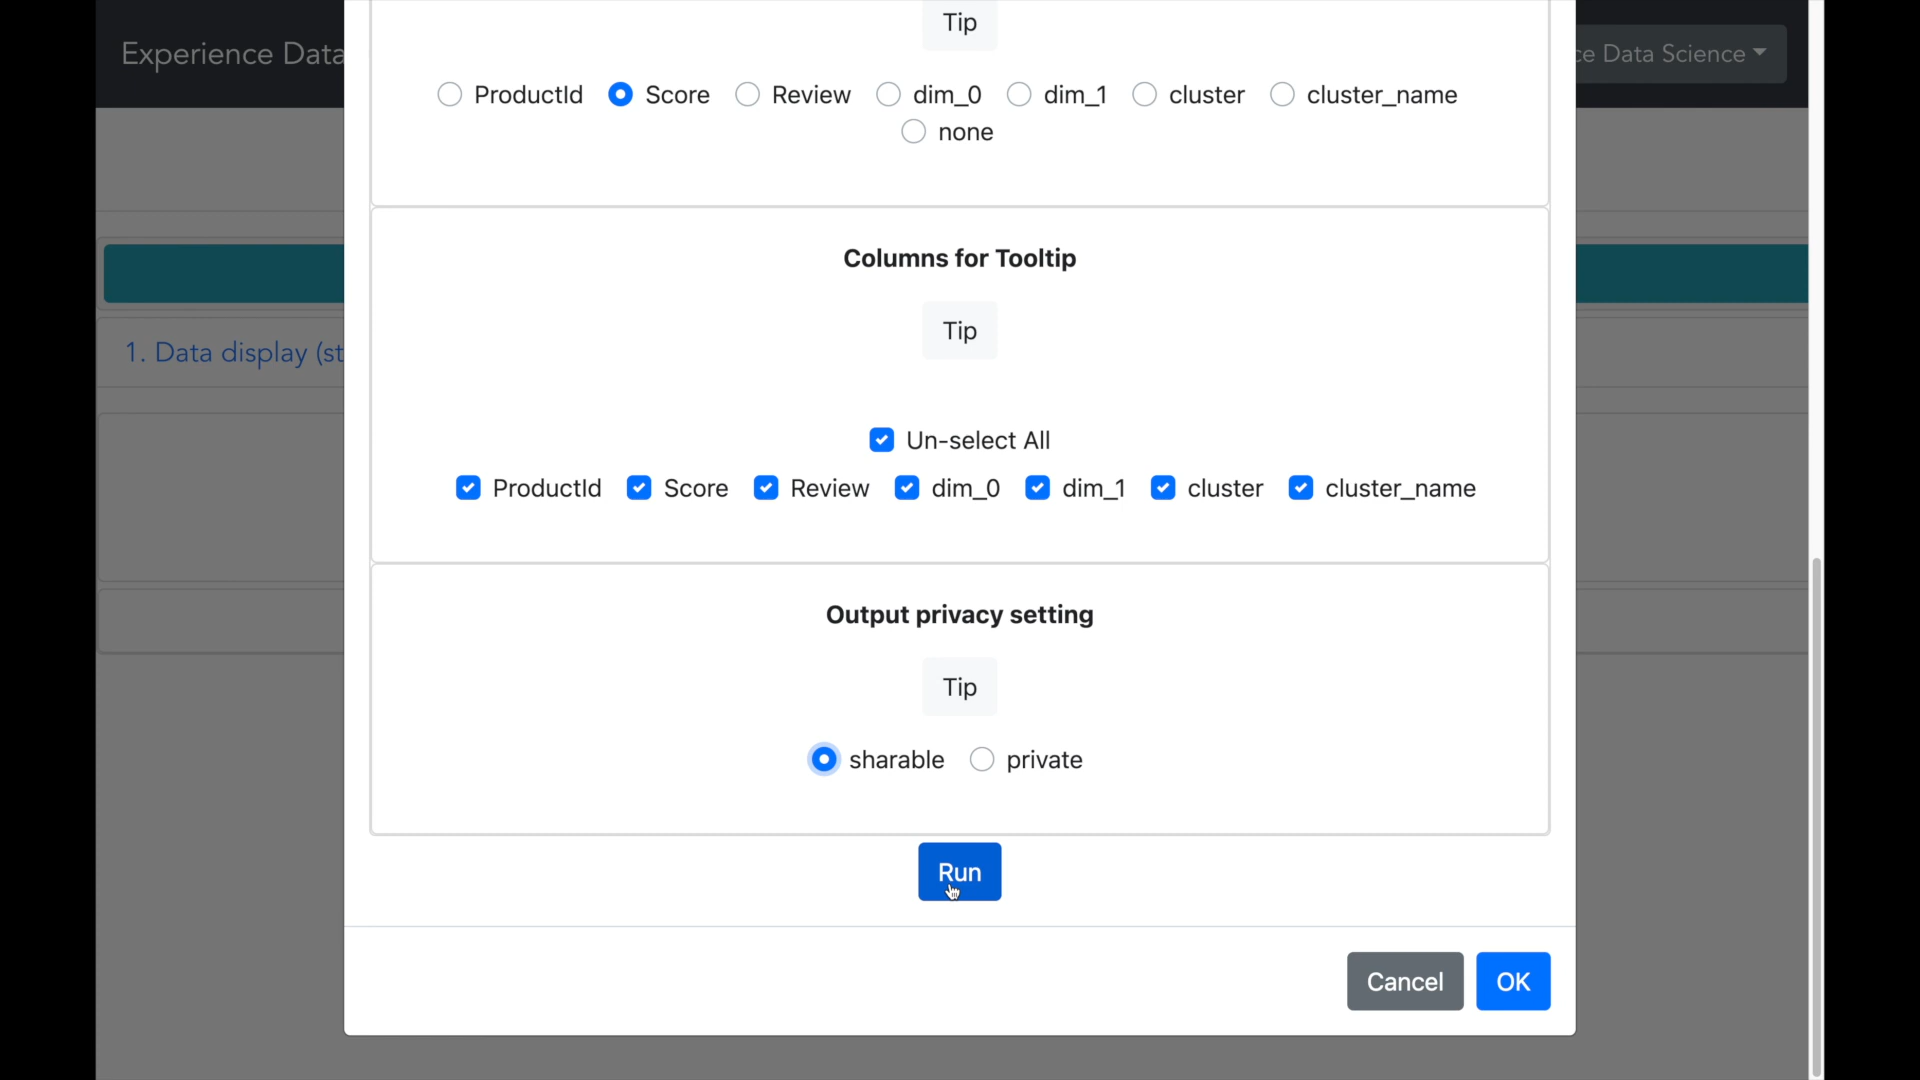 Tip
Experience Data
ce Data Science
ProductId Score Review dim_0 dim_1 cluster cluster_name
none
Columns for Tooltip
Tip
1. Data display (st
Un-select All
ProductId Score Review dim_0 dim_1 cluster cluster_name
Output privacy setting
Tip
sharable private
Run
Cancel OK